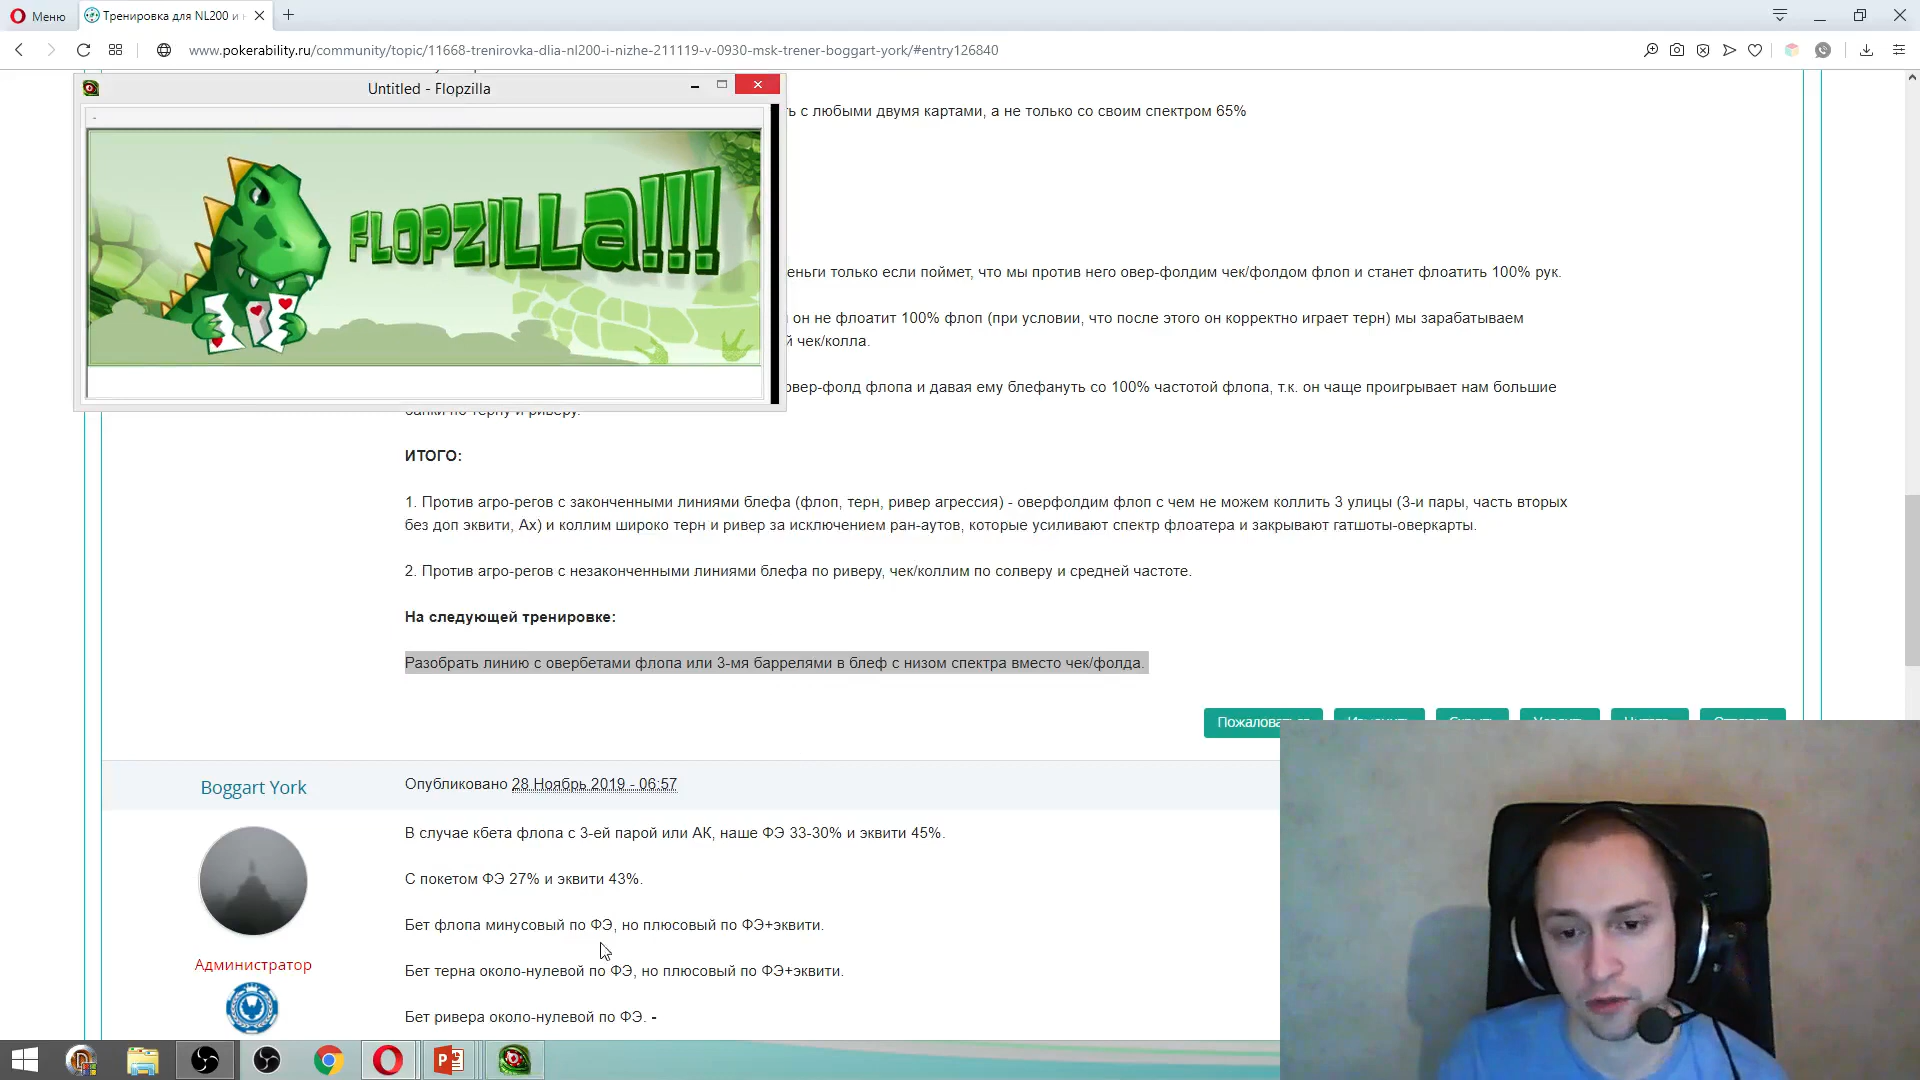 Меню
Тренировка для NL200 и н
www.pokerability.ru/community/topic/11668-trenirovka-dlia-nl200-i-nizhe-211119-v-0930-msk-trener-boggart-york/#entry126840
Untitled - Flopzilla
FLOPZILLA!!!
ь с любыми двумя картами, а не только со своим спектром 65%
еньги только если поймет, что мы против него овер-фолдим чек/фолдом флоп и станет флоатить 100% рук.
он не флоатит 100% флоп (при условии, что после этого он корректно играет терн) мы зарабатываем
й чек/колла.
овер-фолд флопа и давая ему блефануть со 100% частотой флопа, т.к. он чаще проигрывает нам большие
банки по терну и риверу.
ИТОГО:
1. Против агро-регов с законченными линиями блефа (флоп, терн, ривер агрессия) - оверфолдим флоп с чем не можем коллить 3 улицы (3-и пары, часть вторых
без доп эквити, Ах) и коллим широко терн и ривер за исключением ран-аутов, которые усиливают спектр флоатера и закрывают гатшоты-оверкарты.
2. Против агро-регов с незаконченными линиями блефа по риверу, чек/коллим по солверу и средней частоте.
На следующей тренировке:
Разобрать линию с овербетами флопа или 3-мя баррелями в блеф с низом спектра вместо чек/фолда.
Пожаловаться Изменить Скрыть Удалить Цитата Ответить
Boggart York
Опубликовано 28 Ноябрь 2019 - 06:57
В случае кбета флопа с 3-ей парой или АК, наше ФЭ 33-30% и эквити 45%.
С покетом ФЭ 27% и эквити 43%.
Бет флопа минусовый по ФЭ, но плюсовый по ФЭ+эквити.
Администратор
Бет терна около-нулевой по ФЭ, но плюсовый по ФЭ+эквити.
Бет ривера около-нулевой по ФЭ. -